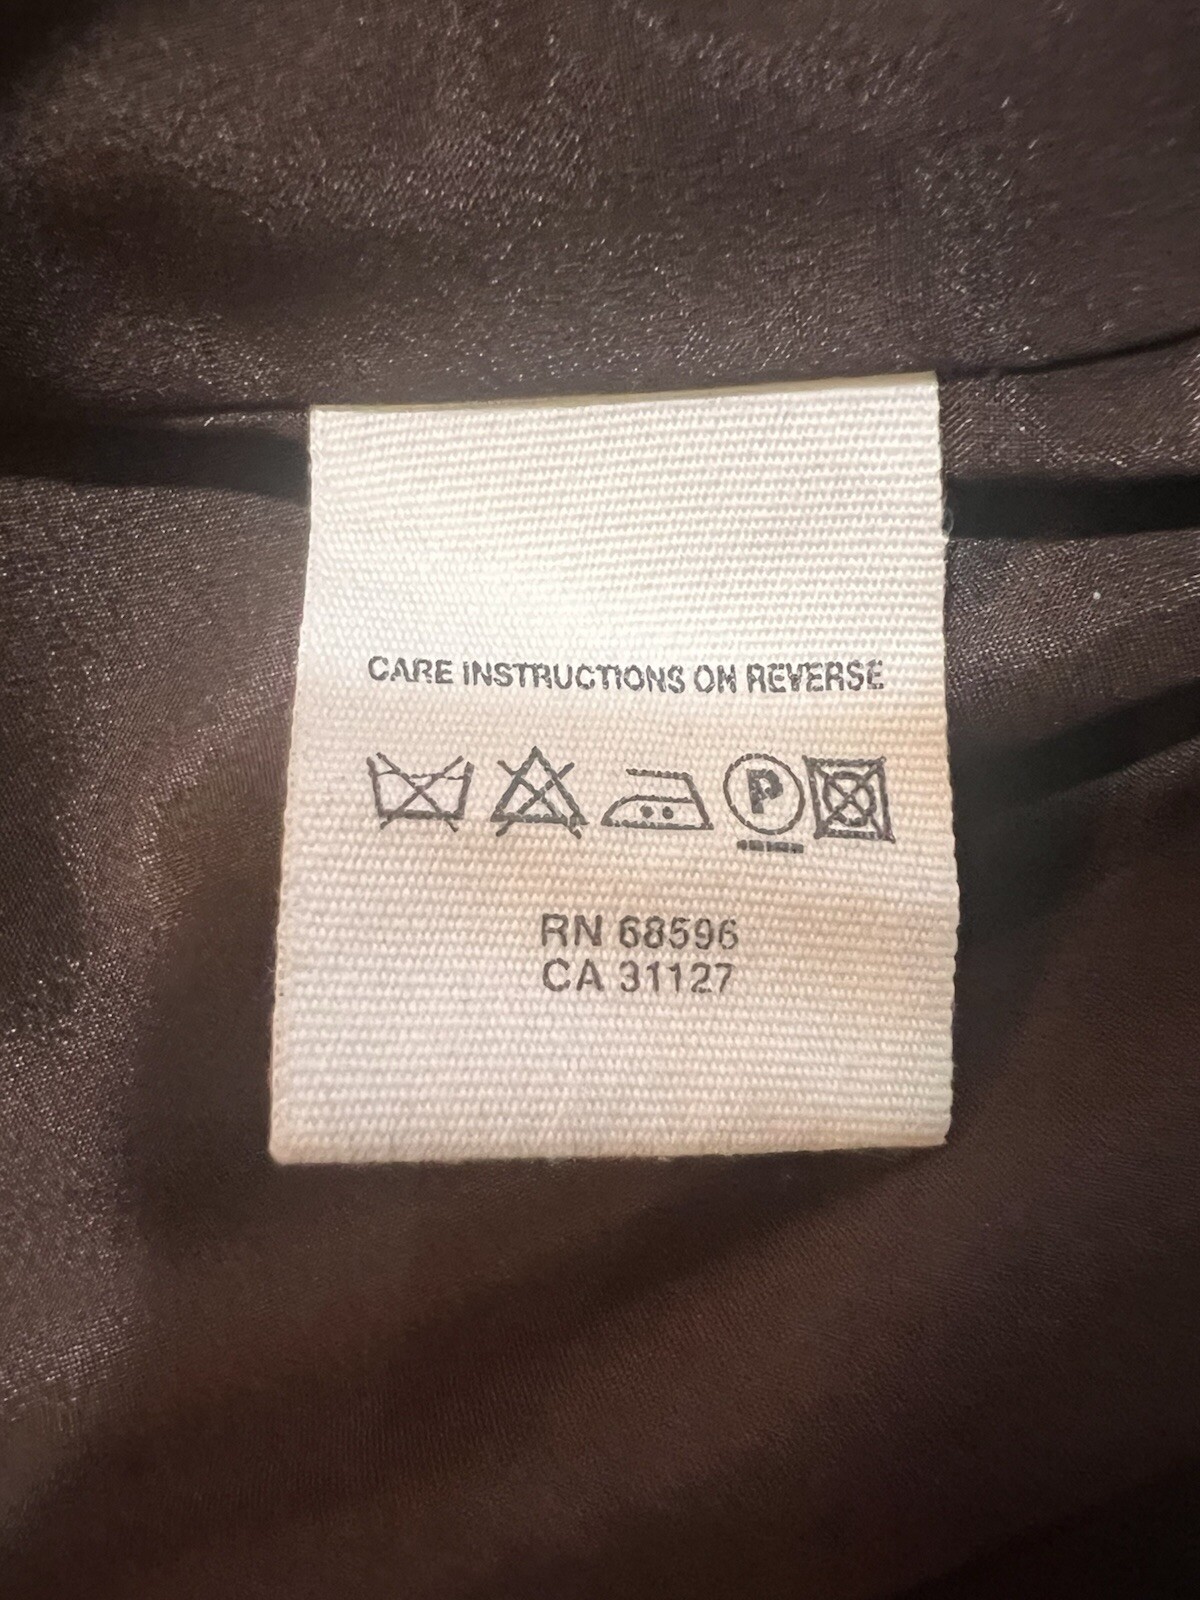 CARE INSTRUCTIONS ON REVERSE
P
RN 68596
CA 31127